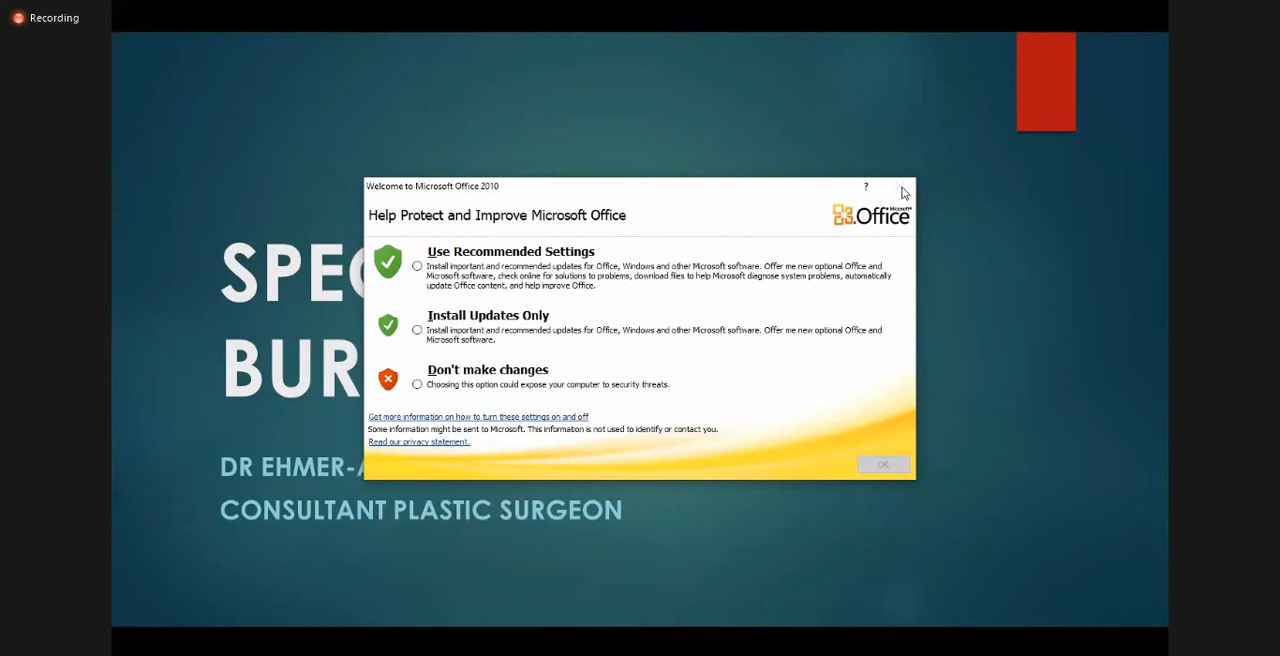 Recording
Welcome to Microsoft Office 2010
?
Help Protect and Improve Microsoft Office
Microsoft
Office
Use Recommended Settings
Install important and recommended updates for Office, Windows and other Microsoft software. Offer me new optional Office and
Microsoft software, check online for solutions to problems, download files to help Microsoft diagnose system problems, automatically
update Office content, and help improve Office.
Install Updates Only
Install important and recommended updates for Office, Windows and other Microsoft software. Offer me new optional Office and
Microsoft software.
Don't make changes
Choosing this option could expose your computer to security threats.
Get more information on how to turn these settings on and off
Some information might be sent to Microsoft. This information is not used to identify or contact you.
Read our privacy statement.
OK
SPEC
BUR
DR EHMER-A
CONSULTANT PLASTIC SURGEON